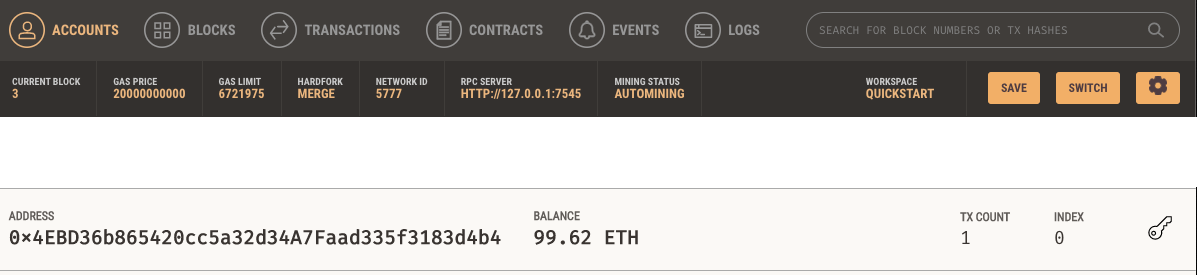 ACCOUNTS BLOCKS TRANSACTIONS CONTRACTS EVENTS LOGS SEARCH FOR BLOCK NUMBERS OR TX HASHES
CURRENT BLOCK GAS PRICE GAS LIMIT HARDFORK NETWORK ID RPC SERVER MINING STATUS WORKSPACE
3 20000000000 6721975 MERGE 5777 HTTP://127.0.0.1:7545 AUTOMINING QUICKSTART
SAVE SWITCH
ADDRESS BALANCE TX COUNT INDEX
0×4EBD36b865420cc5a32d34A7Faad335f3183d4b4 99.62 ETH 1 0